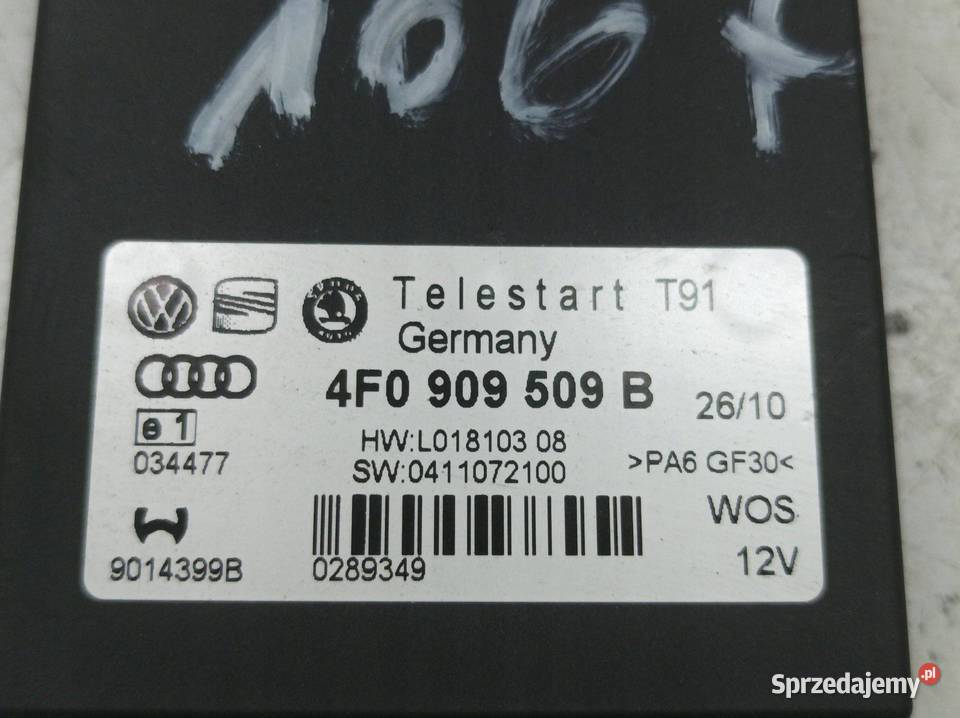 1067
Telestart T91
Germany
4F0 909 509 B
26/10
e 1
034477
HW:L018103 08
SW:0411072100
>PA6 GF30<
WOS
9014399B
0289349
12V
Sprzedajemy.pl